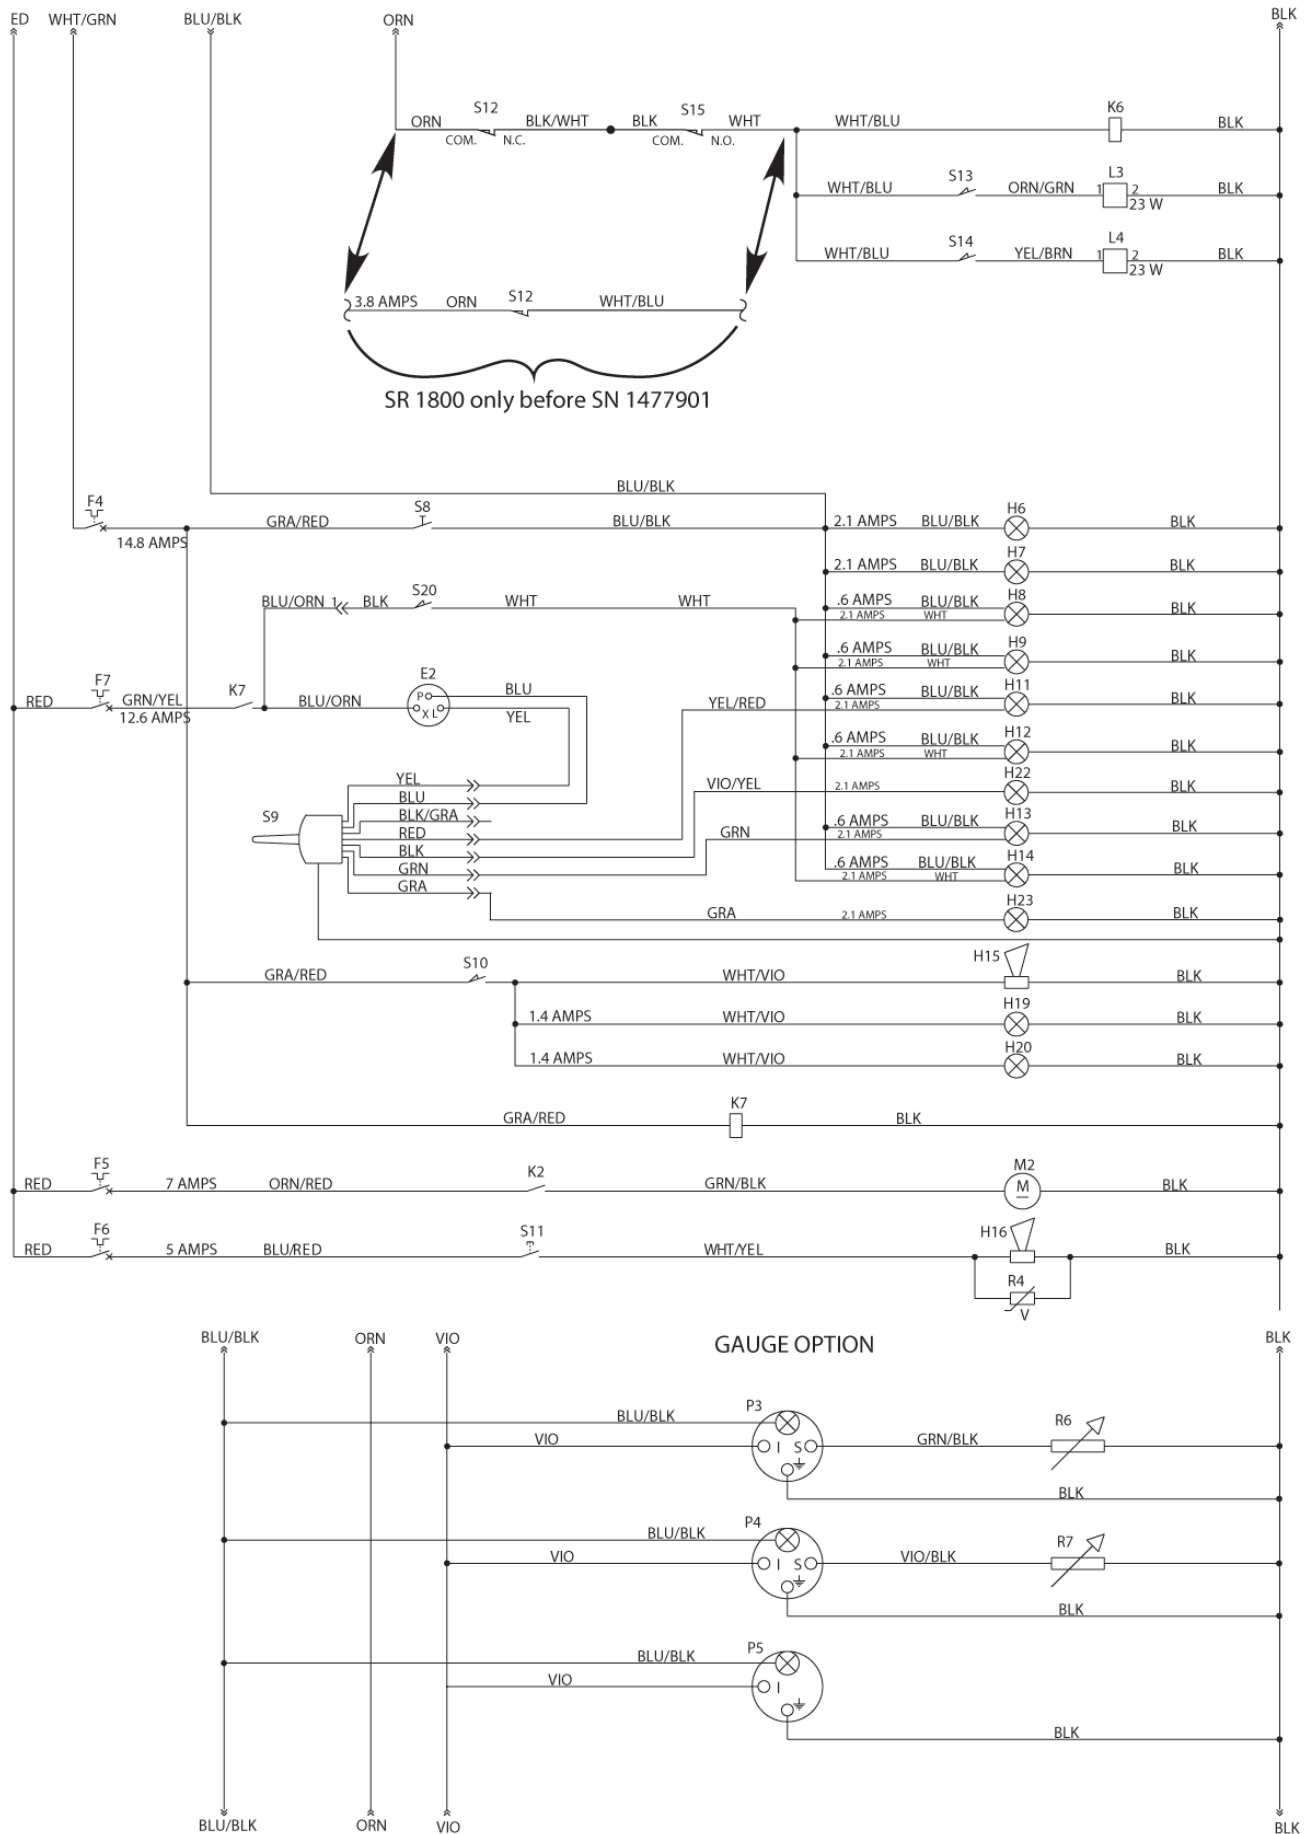 ED WHT/GRN BLU/BLK ORN BLK
S12 S15 K6
ORN BLK/WHT BLK WHT WHT/BLU BLK
COM. N.C. COM. N.O.
S13 L3
WHT/BLU ORN/GRN 1 2 BLK
23 W
S14 L4
WHT/BLU YEL/BRN 1 2 BLK
23 W
3.8 AMPS ORN S12 WHT/BLU
SR 1800 only before SN 1477901
BLU/BLK
F4 S8 H6
GRA/RED BLU/BLK 2.1 AMPS BLU/BLK BLK
14.8 AMPS
H7
2.1 AMPS BLU/BLK BLK
S20 H8
BLU/ORN 1 BLK WHT WHT .6 AMPS BLU/BLK BLK
2.1 AMPS WHT
H9
.6 AMPS BLU/BLK BLK
2.1 AMPS WHT
F7 K7 E2 H11
RED GRN/YEL BLU/ORN P BLU YEL/RED .6 AMPS BLU/BLK BLK
12.6 AMPS X L YEL 2.1 AMPS
H12
.6 AMPS BLU/BLK BLK
2.1 AMPS WHT
H22
YEL VIO/YEL 2.1 AMPS BLK
BLU
S9 BLK/GRA H13
.6 AMPS BLU/BLK BLK
RED GRN 2.1 AMPS
BLK H14
.6 AMPS BLU/BLK BLK
GRN 2.1 AMPS WHT
GRA H23
GRA 2.1 AMPS BLK
S10 H15
GRA/RED WHT/VIO BLK
H19
1.4 AMPS WHT/VIO BLK
H20
1.4 AMPS WHT/VIO BLK
K7
GRA/RED BLK
F5 K2 M2
RED 7 AMPS ORN/RED GRN/BLK M BLK
F6 S11 H16
RED 5 AMPS BLU/RED WHT/YEL BLK
R4
V
BLU/BLK ORN VIO GAUGE OPTION BLK
P3 R6
BLU/BLK
VIO I S GRN/BLK
BLK
P4 R7
BLU/BLK
VIO I S VIO/BLK
BLK
P5
BLU/BLK
VIO I
BLK
BLU/BLK ORN VIO BLK